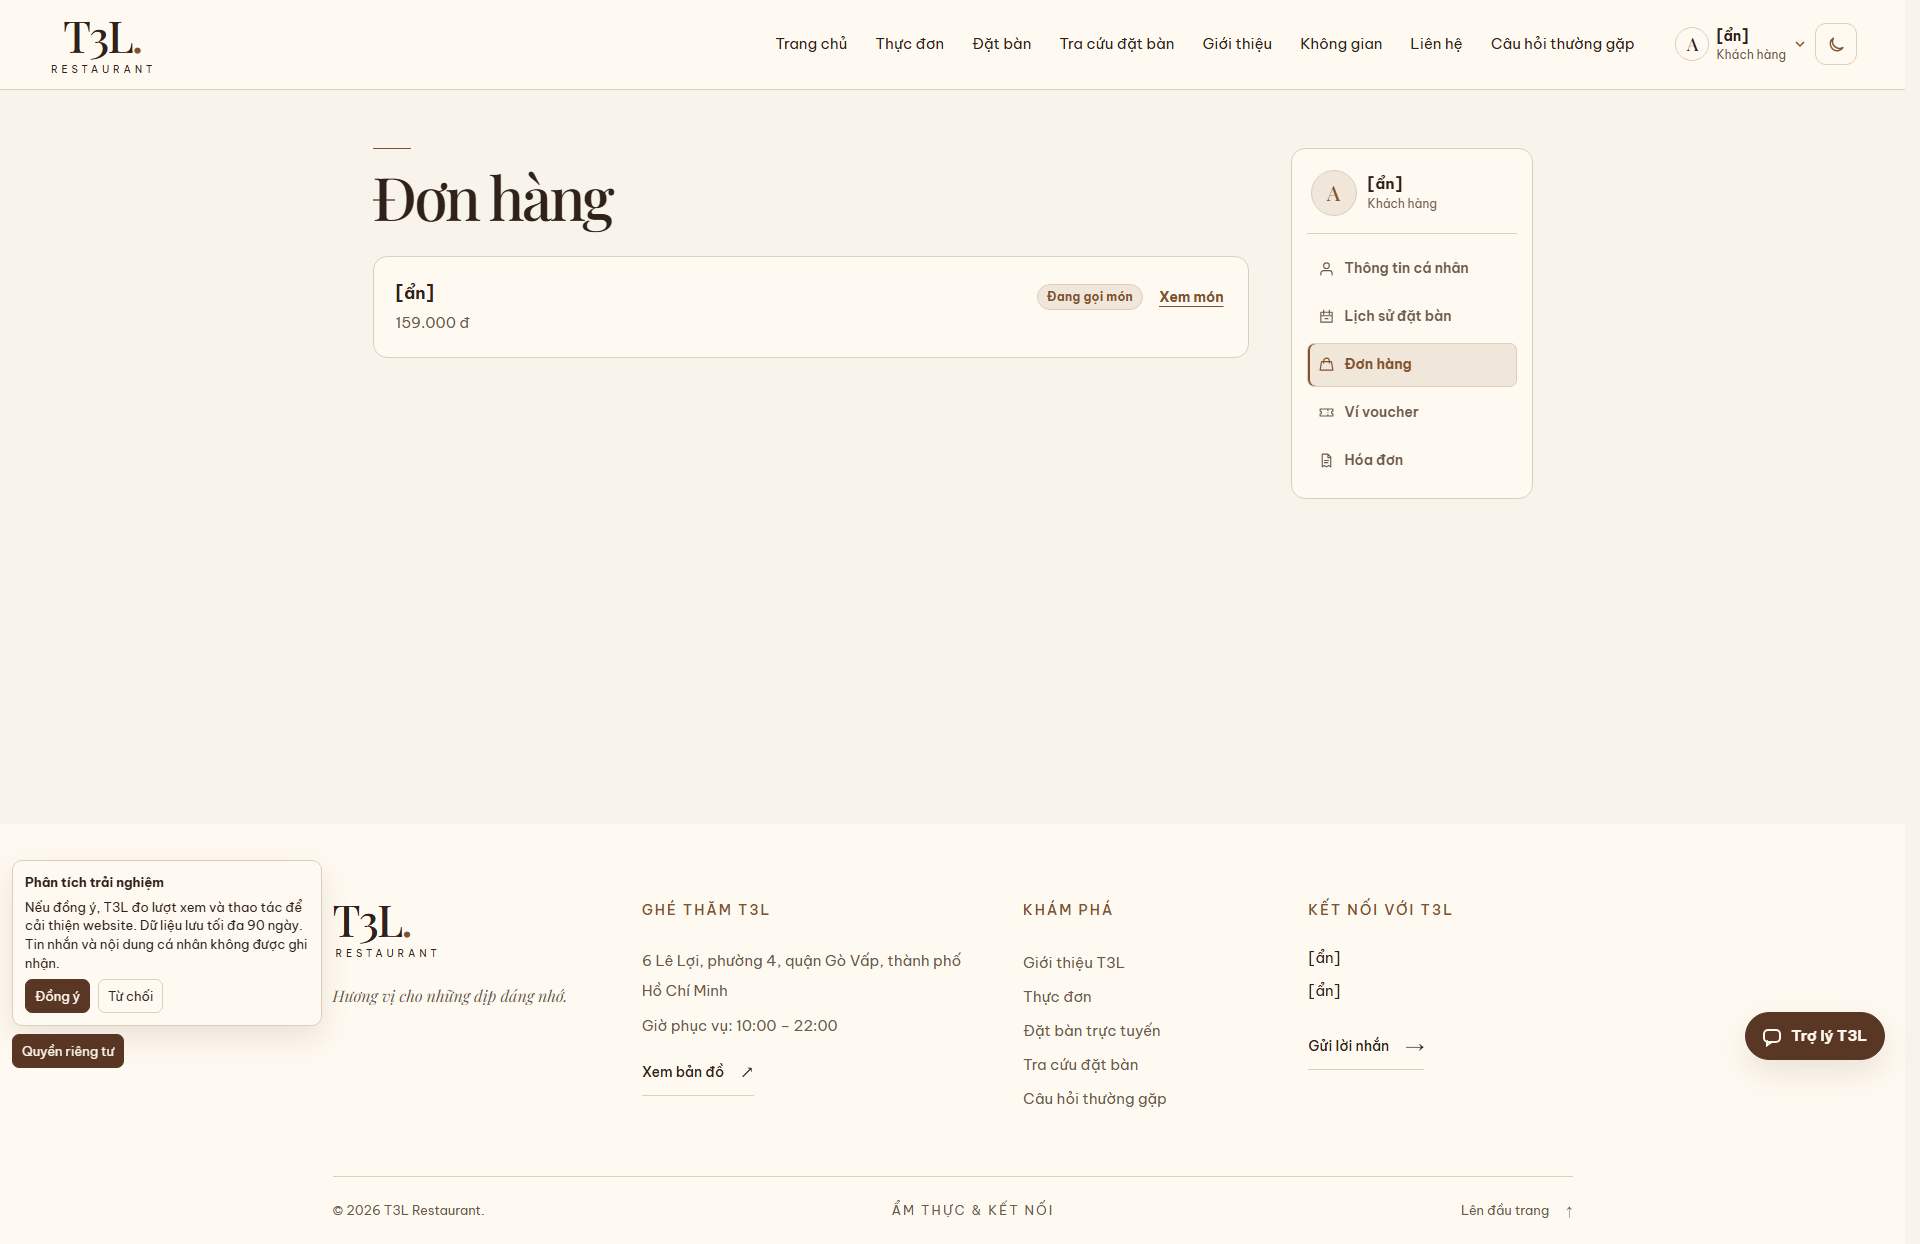 T3L.
RESTAURANT
Trang chủ
Thực đơn
Đặt bàn
Tra cứu đặt bàn
Giới thiệu
Không gian
Liên hệ
Câu hỏi thường gặp
A
[ẩn]
Khách hàng
Đơn hàng
[ẩn]
159.000 đ
Đang gọi món
Xem món
A
[ẩn]
Khách hàng
Thông tin cá nhân
Lịch sử đặt bàn
Đơn hàng
Ví voucher
Hóa đơn
Phân tích trải nghiệm
Nếu đồng ý, T3L đo lượt xem và thao tác để
cải thiện website. Dữ liệu lưu tối đa 90 ngày.
Tin nhắn và nội dung cá nhân không được ghi
nhận.
Đồng ý
Từ chối
Quyền riêng tư
T3L.
RESTAURANT
Hương vị cho những dịp đáng nhớ.
GHÉ THĂM T3L
6 Lê Lợi, phường 4, quận Gò Vấp, thành phố
Hồ Chí Minh
Giờ phục vụ: 10:00 – 22:00
Xem bản đồ ↗
KHÁM PHÁ
Giới thiệu T3L
Thực đơn
Đặt bàn trực tuyến
Tra cứu đặt bàn
Câu hỏi thường gặp
KẾT NỐI VỚI T3L
[ẩn]
[ẩn]
Gửi lời nhắn →
Trợ lý T3L
© 2026 T3L Restaurant.
ẨM THỰC & KẾT NỐI
Lên đầu trang ↑